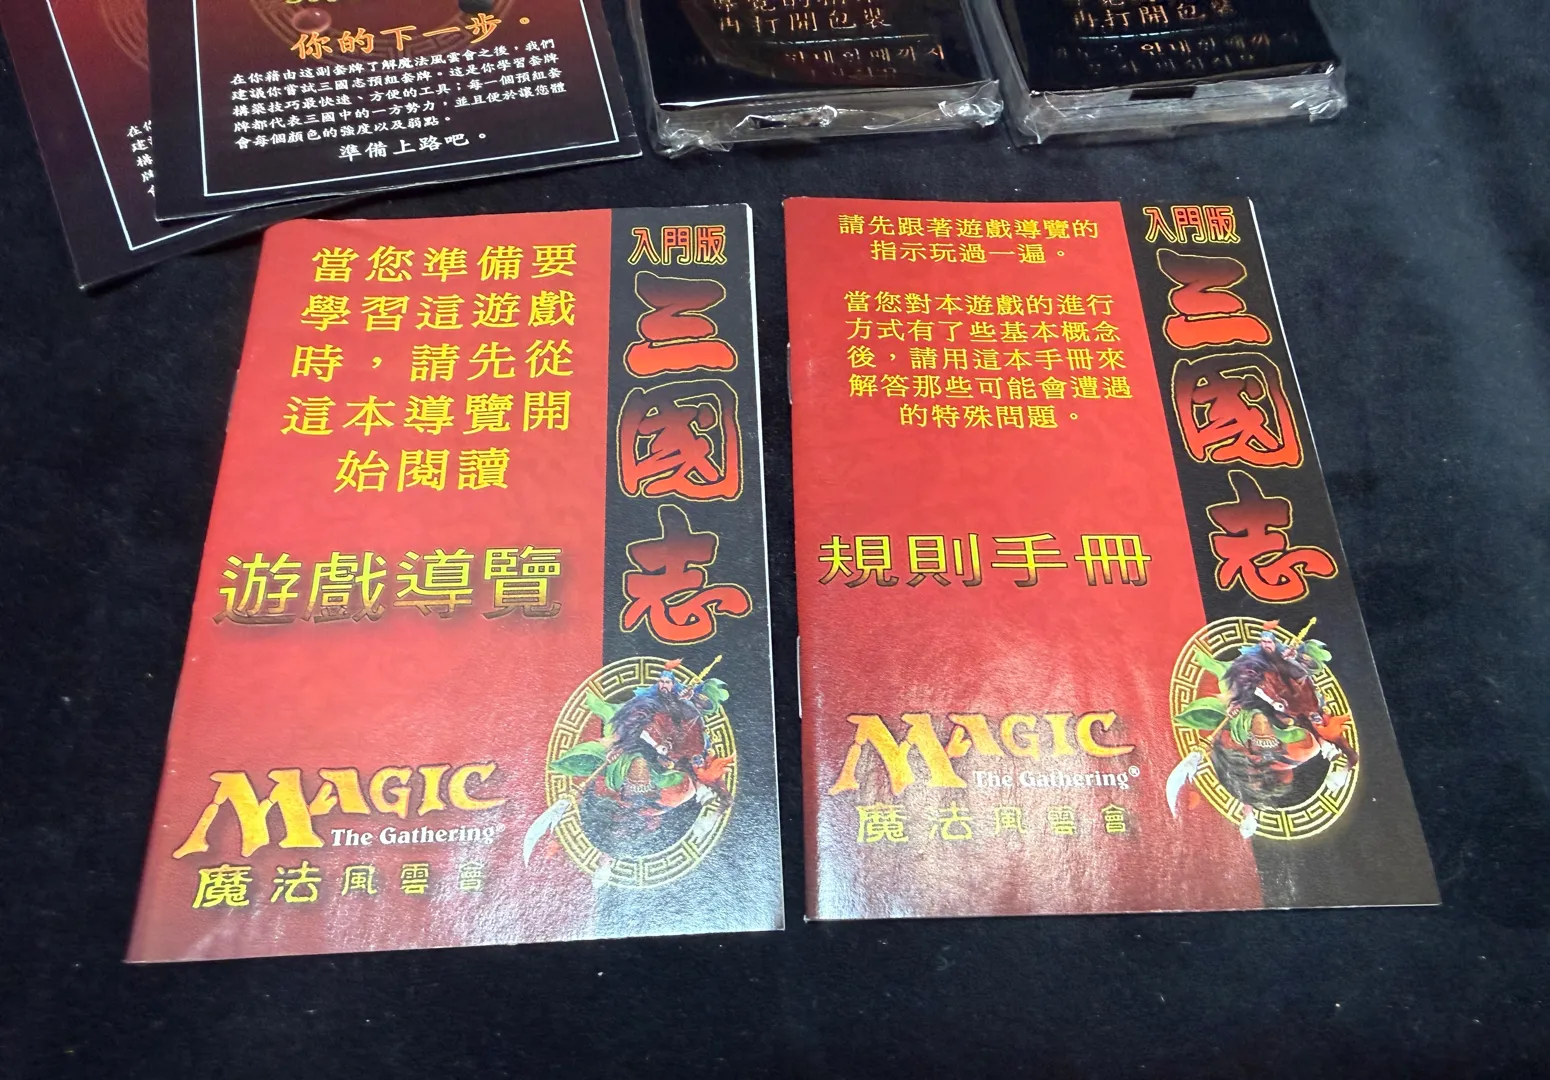 你的下一步。
在你藉由這副套牌了解魔法風雲會之後，我們
建議你嘗試三國志預組套牌。這是你學習套牌
構築技巧最快速、方便的工具；每一個預組套
牌都代表三國中的一方勢力，並且便於讓您體
會每個顏色的強度以及弱點。
準備上路吧。
再打開包裝
再打開包裝
當您準備要
學習這遊戲
時，請先從
這本導覽開
始閱讀
遊戲導覽
MAGIC
The Gathering®
魔法風雲會
入門版
三國志
請先跟著遊戲導覽的
指示玩過一遍。
當您對本遊戲的進行
方式有了些基本概念
後，請用這本手冊來
解答那些可能會遭遇
的特殊問題。
規則手冊
MAGIC
The Gathering®
魔法風雲會
入門版
三國志